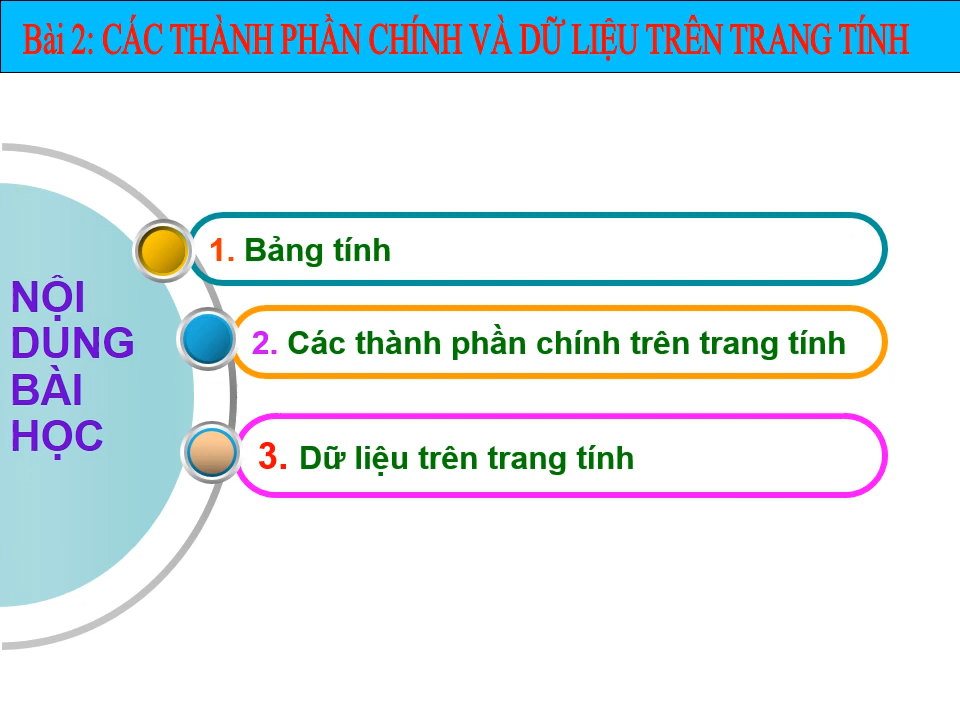 Bài 2: CÁC THÀNH PHẦN CHÍNH VÀ DỮ LIỆU TRÊN TRANG TÍNH
NỘI
DUNG
BÀI
HỌC
1. Bảng tính
2. Các thành phần chính trên trang tính
3. Dữ liệu trên trang tính